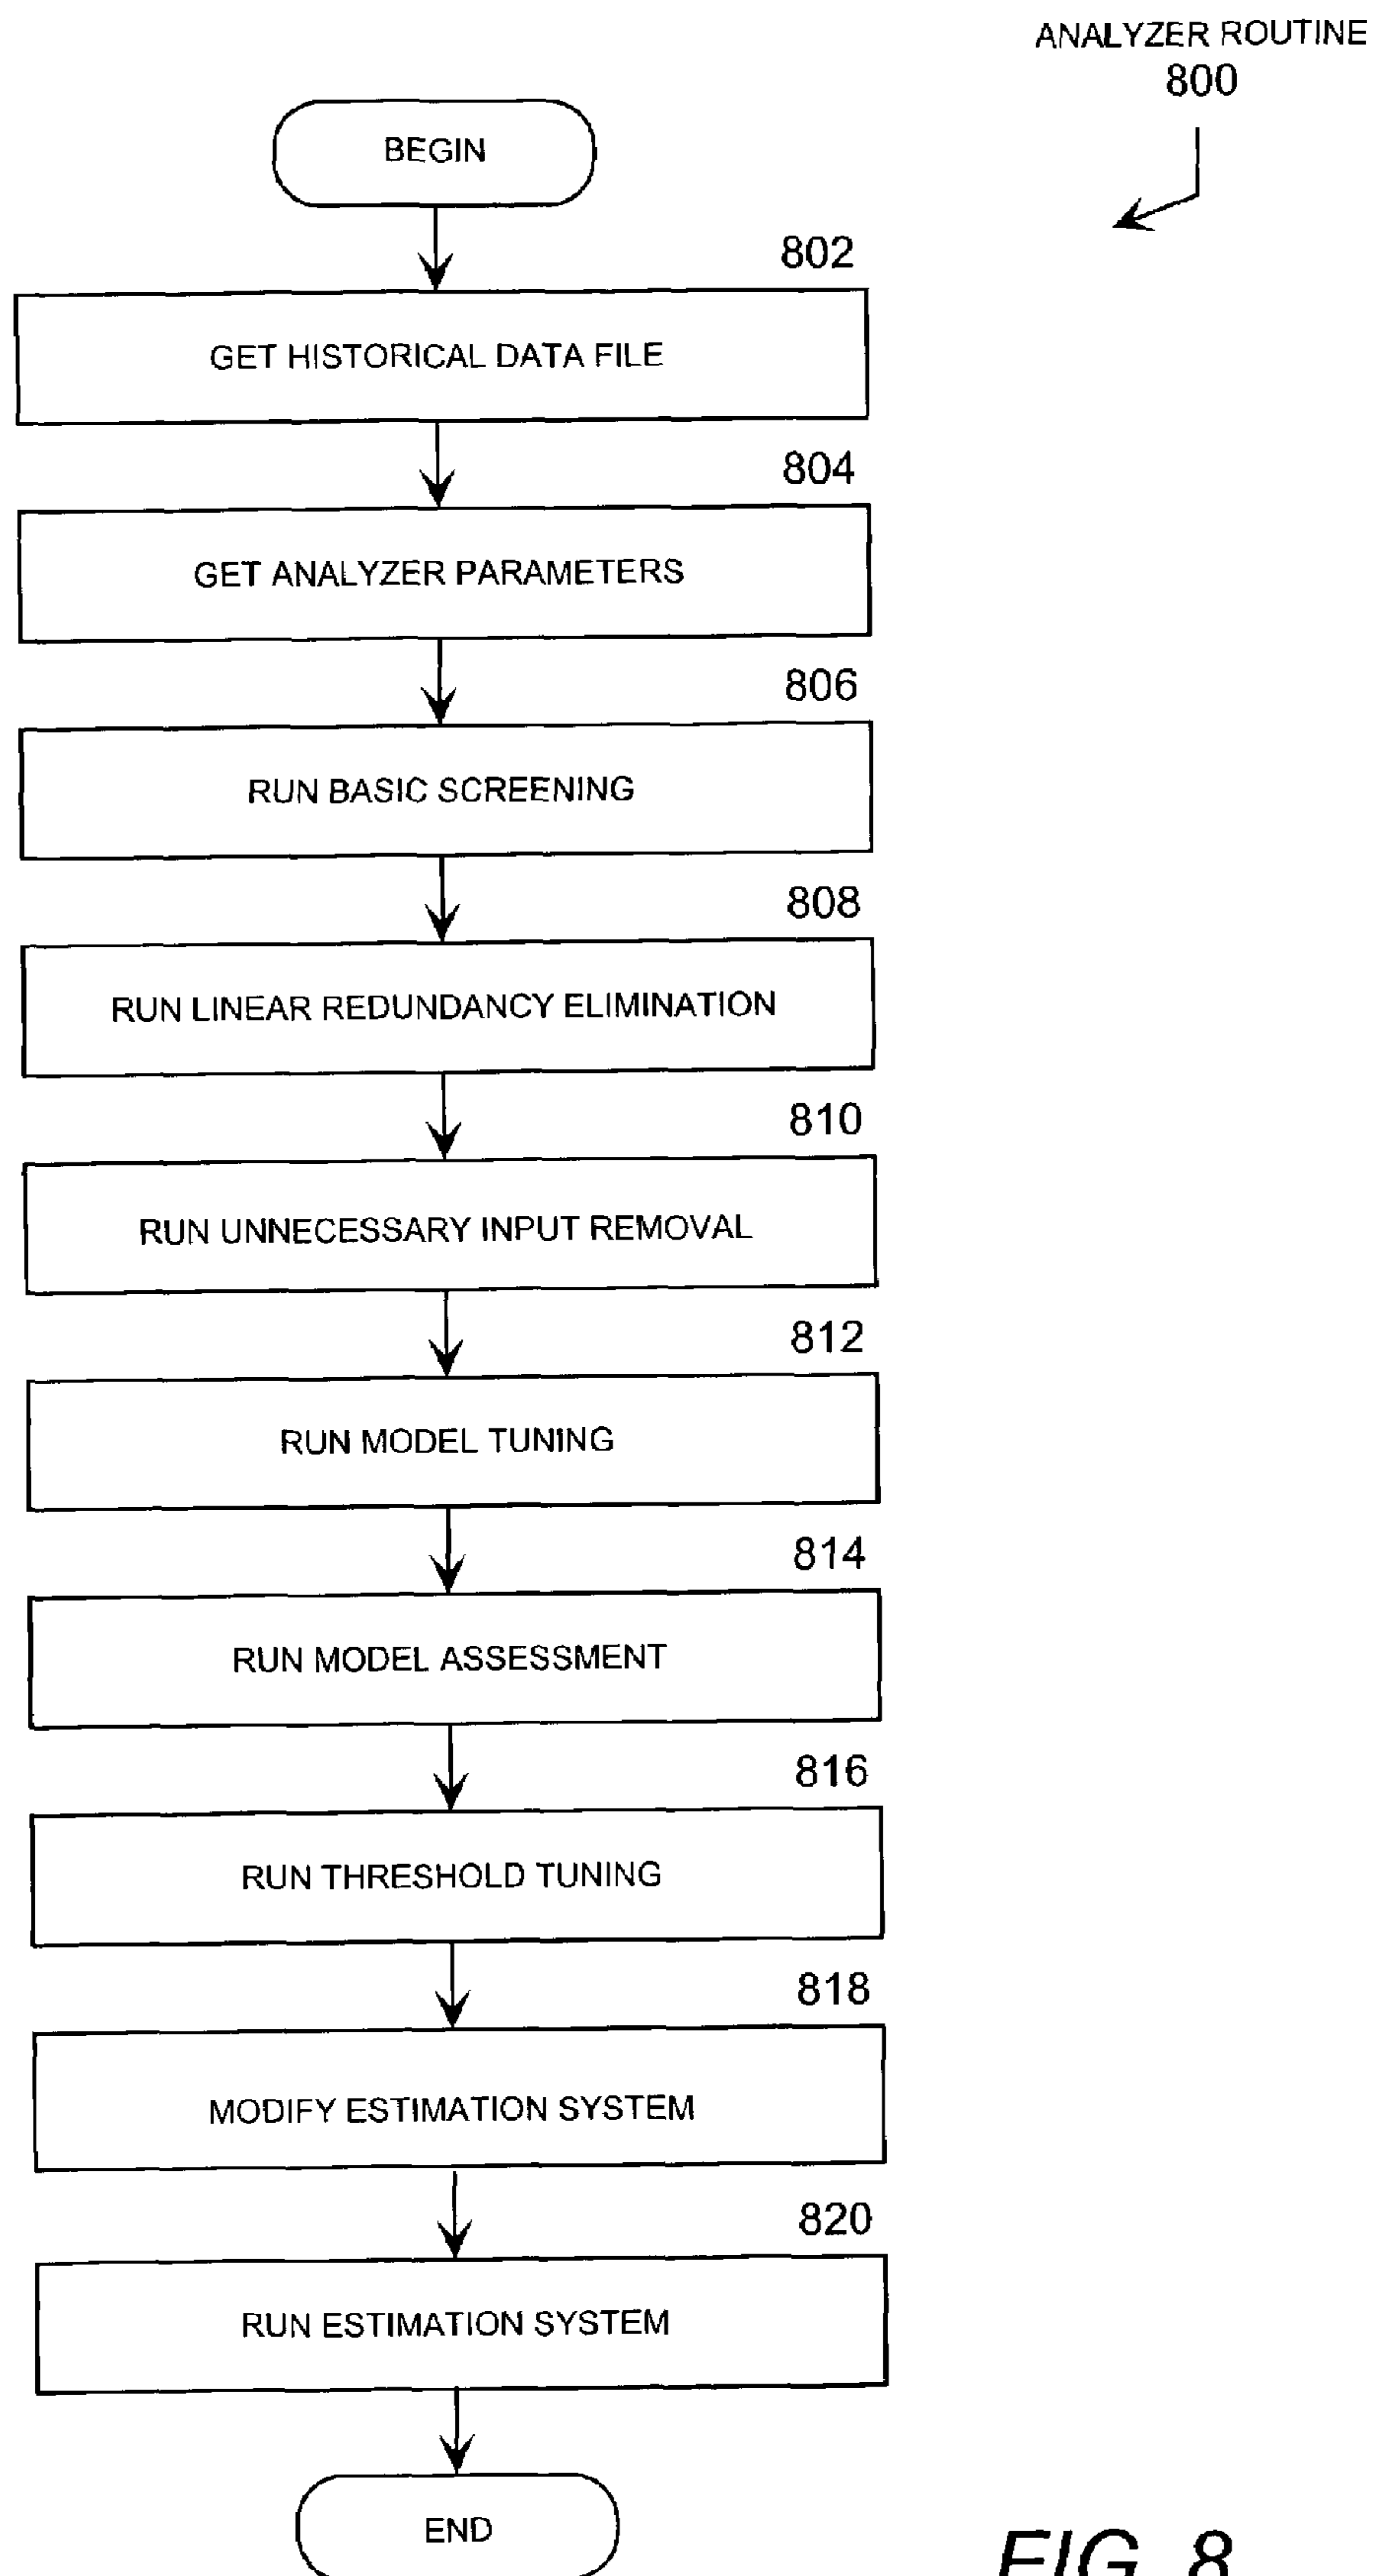 ANALYZER ROUTINE
800
BEGIN
802
GET HISTORICAL DATA FILE
804
GET ANALYZER PARAMETERS
806
RUN BASIC SCREENING
808
RUN LINEAR REDUNDANCY ELIMINATION
810
RUN UNNECESSARY INPUT REMOVAL
812
RUN MODEL TUNING
814
RUN MODEL ASSESSMENT
816
RUN THRESHOLD TUNING
818
MODIFY ESTIMATION SYSTEM
820
RUN ESTIMATION SYSTEM
END
FIG. 8